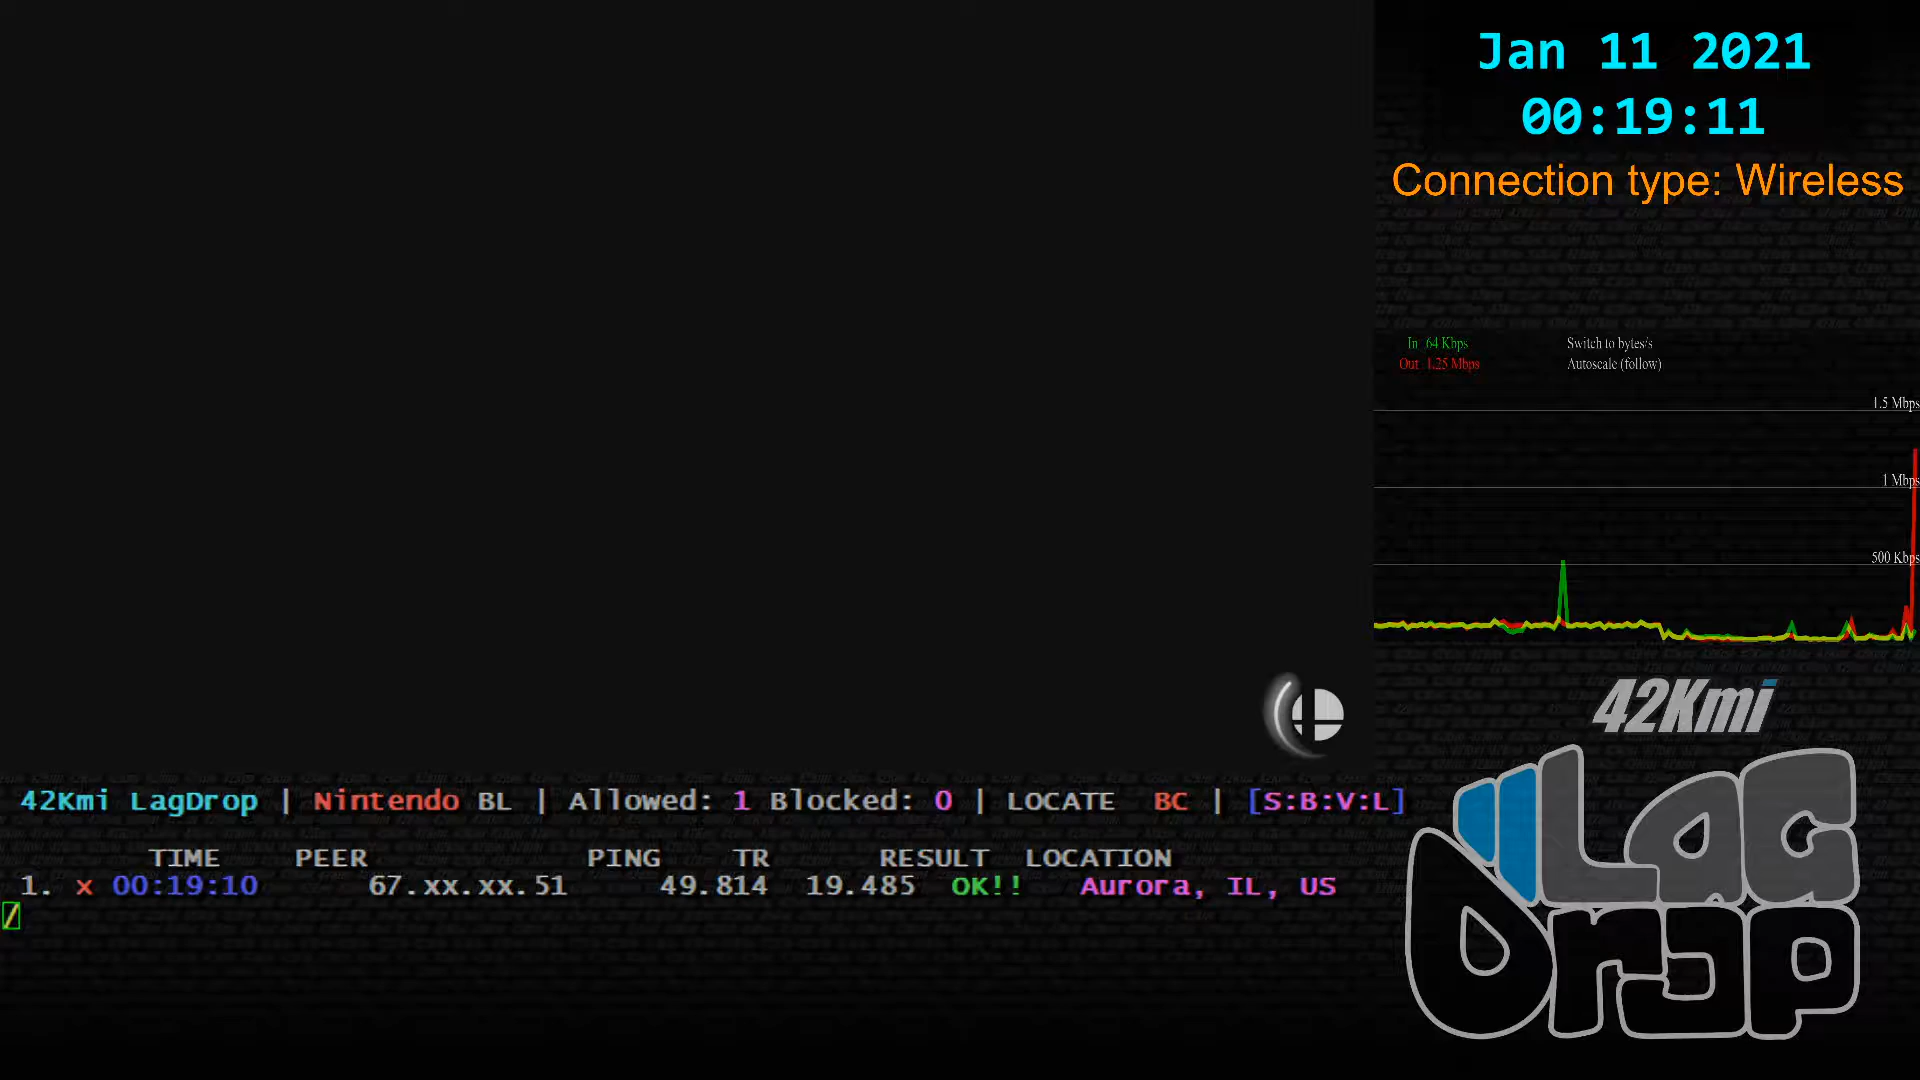 Jan 11 2021
00:19:11
Connection type: Wireless
In 64 Kbps
Switch to bytes/s
Out 1.25 Mbps
Autoscale (follow)
1.5 Mbps
1 Mbps
500 Kbps
42Kmi
LagDrop
42Kmi LagDrop | Nintendo BL | Allowed: 1 Blocked: 0 | LOCATE BC | [S:B:V:L]
TIME PEER PING TR RESULT LOCATION
1. x 00:19:10 67.xx.xx.51 49.814 19.485 OK!! Aurora, IL, US
/